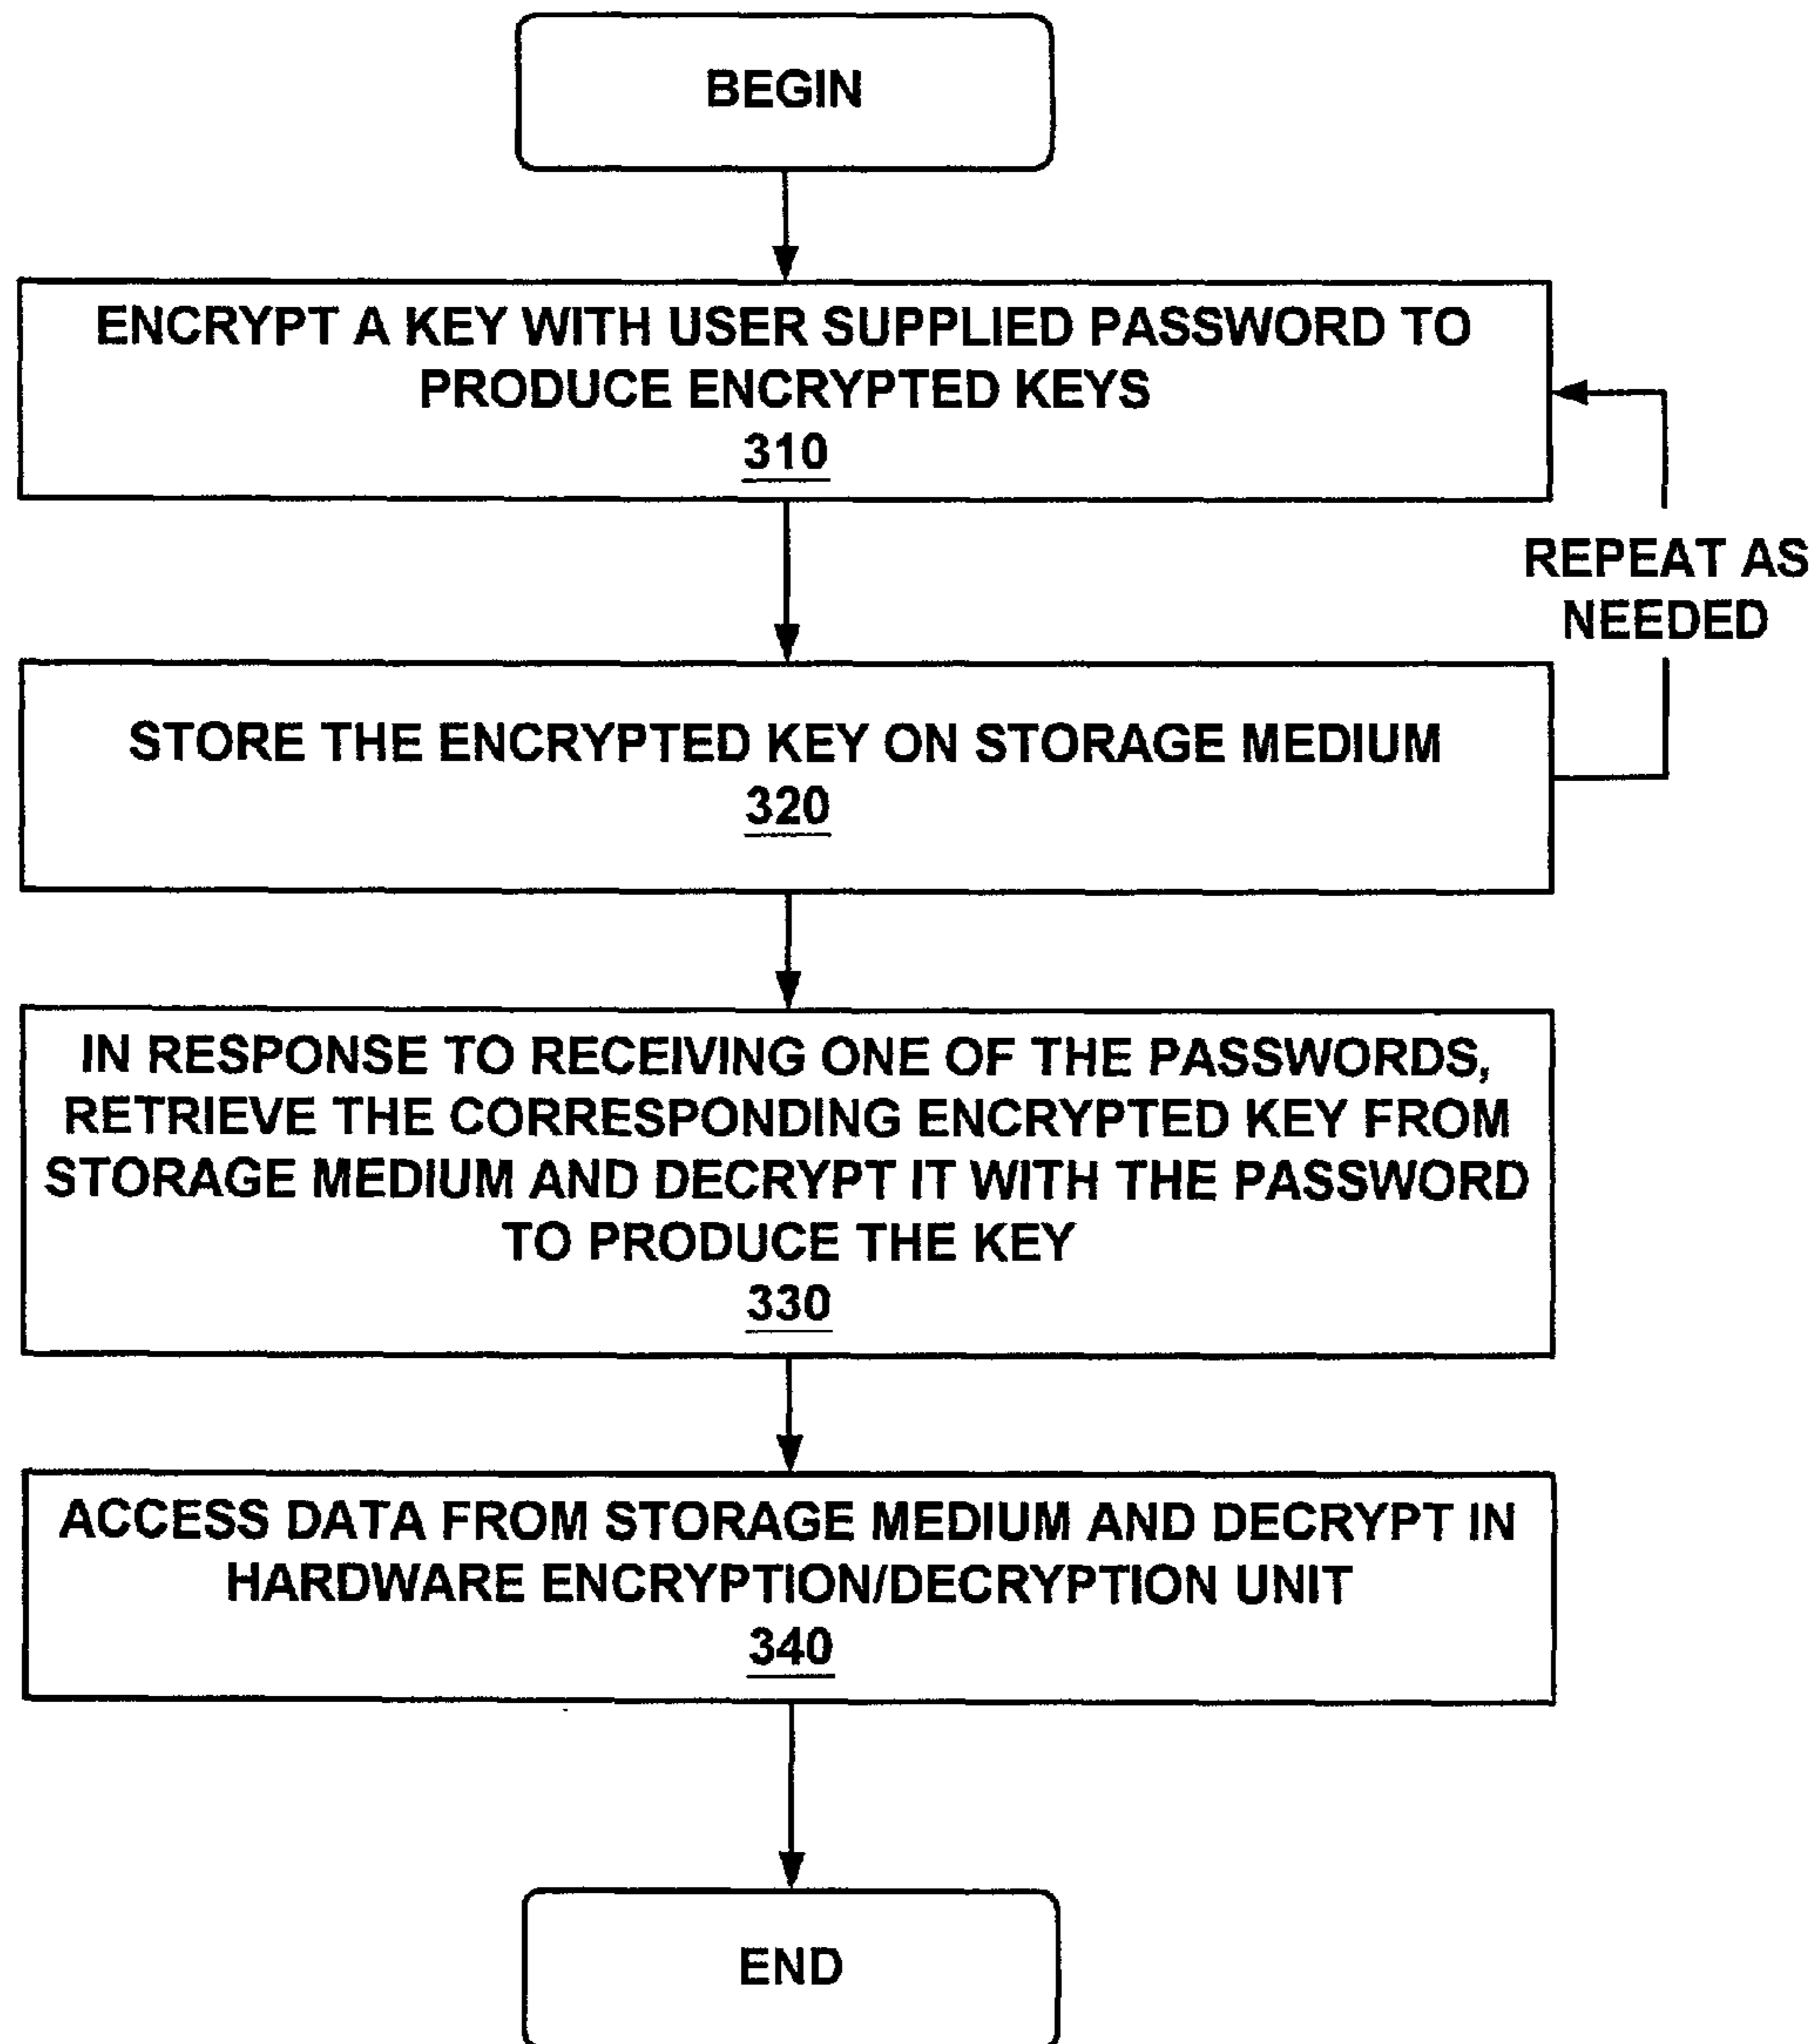 BEGIN
ENCRYPT A KEY WITH USER SUPPLIED PASSWORD TO
PRODUCE ENCRYPTED KEYS
310
REPEAT AS
NEEDED
STORE THE ENCRYPTED KEY ON STORAGE MEDIUM
320
IN RESPONSE TO RECEIVING ONE OF THE PASSWORDS,
RETRIEVE THE CORRESPONDING ENCRYPTED KEY FROM
STORAGE MEDIUM AND DECRYPT IT WITH THE PASSWORD
TO PRODUCE THE KEY
330
ACCESS DATA FROM STORAGE MEDIUM AND DECRYPT IN
HARDWARE ENCRYPTION/DECRYPTION UNIT
340
END